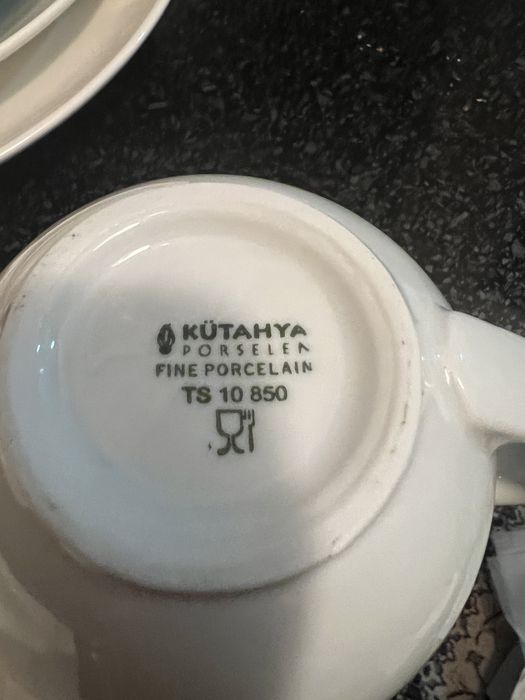 KÜTAHYA
PORSELEN
FINE PORCELAIN
TS 10 850